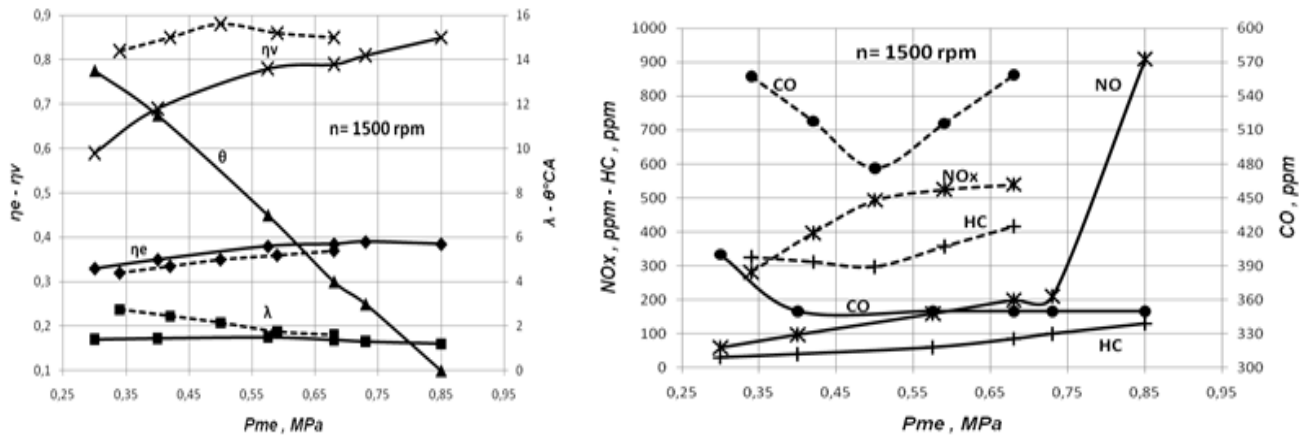 0,9
0,8
0,7
0,6
0,5
0,4
0,3
0,2
0,1
ηe - ηv
16
14
12
10
8
6
4
2
0
λ - θ°CA
ηv
n= 1500 rpm
θ
ηe
λ
0,25 0,35 0,45 0,55 0,65 0,75 0,85 0,95
Pme , MPa
1000
900
800
700
600
500
400
300
200
100
0
NOx , ppm - HC , ppm
600
570
540
510
480
450
420
390
360
330
300
CO, ppm
n= 1500 rpm
CO
NO
NOx
HC
CO
HC
0,25 0,35 0,45 0,55 0,65 0,75 0,85 0,95
Pme , MPa